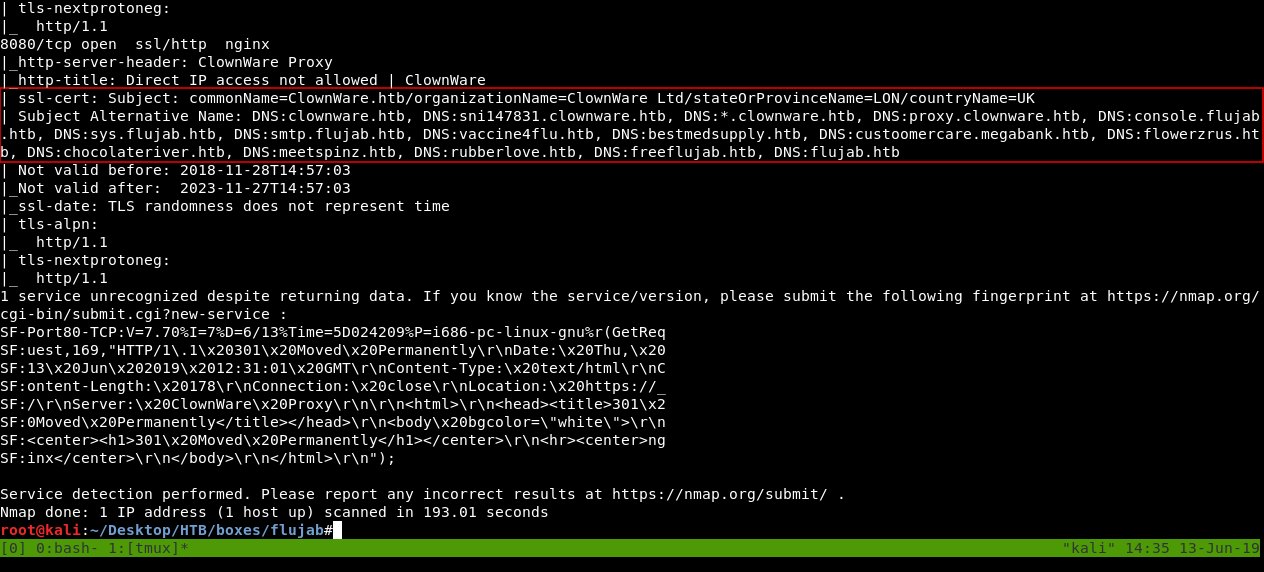 | tls-nextprotoneg:
|_  http/1.1
8080/tcp open  ssl/http  nginx
|_http-server-header: ClownWare Proxy
|_http-title: Direct IP access not allowed | ClownWare
| ssl-cert: Subject: commonName=ClownWare.htb/organizationName=ClownWare Ltd/stateOrProvinceName=LON/countryName=UK
| Subject Alternative Name: DNS:clownware.htb, DNS:sni147831.clownware.htb, DNS:*.clownware.htb, DNS:proxy.clownware.htb, DNS:console.flujab
.htb, DNS:sys.flujab.htb, DNS:smtp.flujab.htb, DNS:vaccine4flu.htb, DNS:bestmedsupply.htb, DNS:custoomercare.megabank.htb, DNS:flowerzrus.ht
b, DNS:chocolateriver.htb, DNS:meetspinz.htb, DNS:rubberlove.htb, DNS:freeflujab.htb, DNS:flujab.htb
| Not valid before: 2018-11-28T14:57:03
|_Not valid after:  2023-11-27T14:57:03
|_ssl-date: TLS randomness does not represent time
| tls-alpn:
|_  http/1.1
| tls-nextprotoneg:
|_  http/1.1
1 service unrecognized despite returning data. If you know the service/version, please submit the following fingerprint at https://nmap.org/
cgi-bin/submit.cgi?new-service :
SF-Port80-TCP:V=7.70%I=7%D=6/13%Time=5D024209%P=i686-pc-linux-gnu%r(GetReq
SF:uest,169,"HTTP/1\.1\x20301\x20Moved\x20Permanently\r\nDate:\x20Thu,\x20
SF:13\x20Jun\x202019\x2012:31:01\x20GMT\r\nContent-Type:\x20text/html\r\nC
SF:ontent-Length:\x20178\r\nConnection:\x20close\r\nLocation:\x20https://_
SF:/\r\nServer:\x20ClownWare\x20Proxy\r\n\r\n<html>\r\n<head><title>301\x2
SF:0Moved\x20Permanently</title></head>\r\n<body\x20bgcolor=\"white\">\r\n
SF:<center><h1>301\x20Moved\x20Permanently</h1></center>\r\n<hr><center>ng
SF:inx</center>\r\n</body>\r\n</html>\r\n");
Service detection performed. Please report any incorrect results at https://nmap.org/submit/ .
Nmap done: 1 IP address (1 host up) scanned in 193.01 seconds
root@kali:~/Desktop/HTB/boxes/flujab#
[0] 0:bash- 1:[tmux]* "kali" 14:35 13-Jun-19